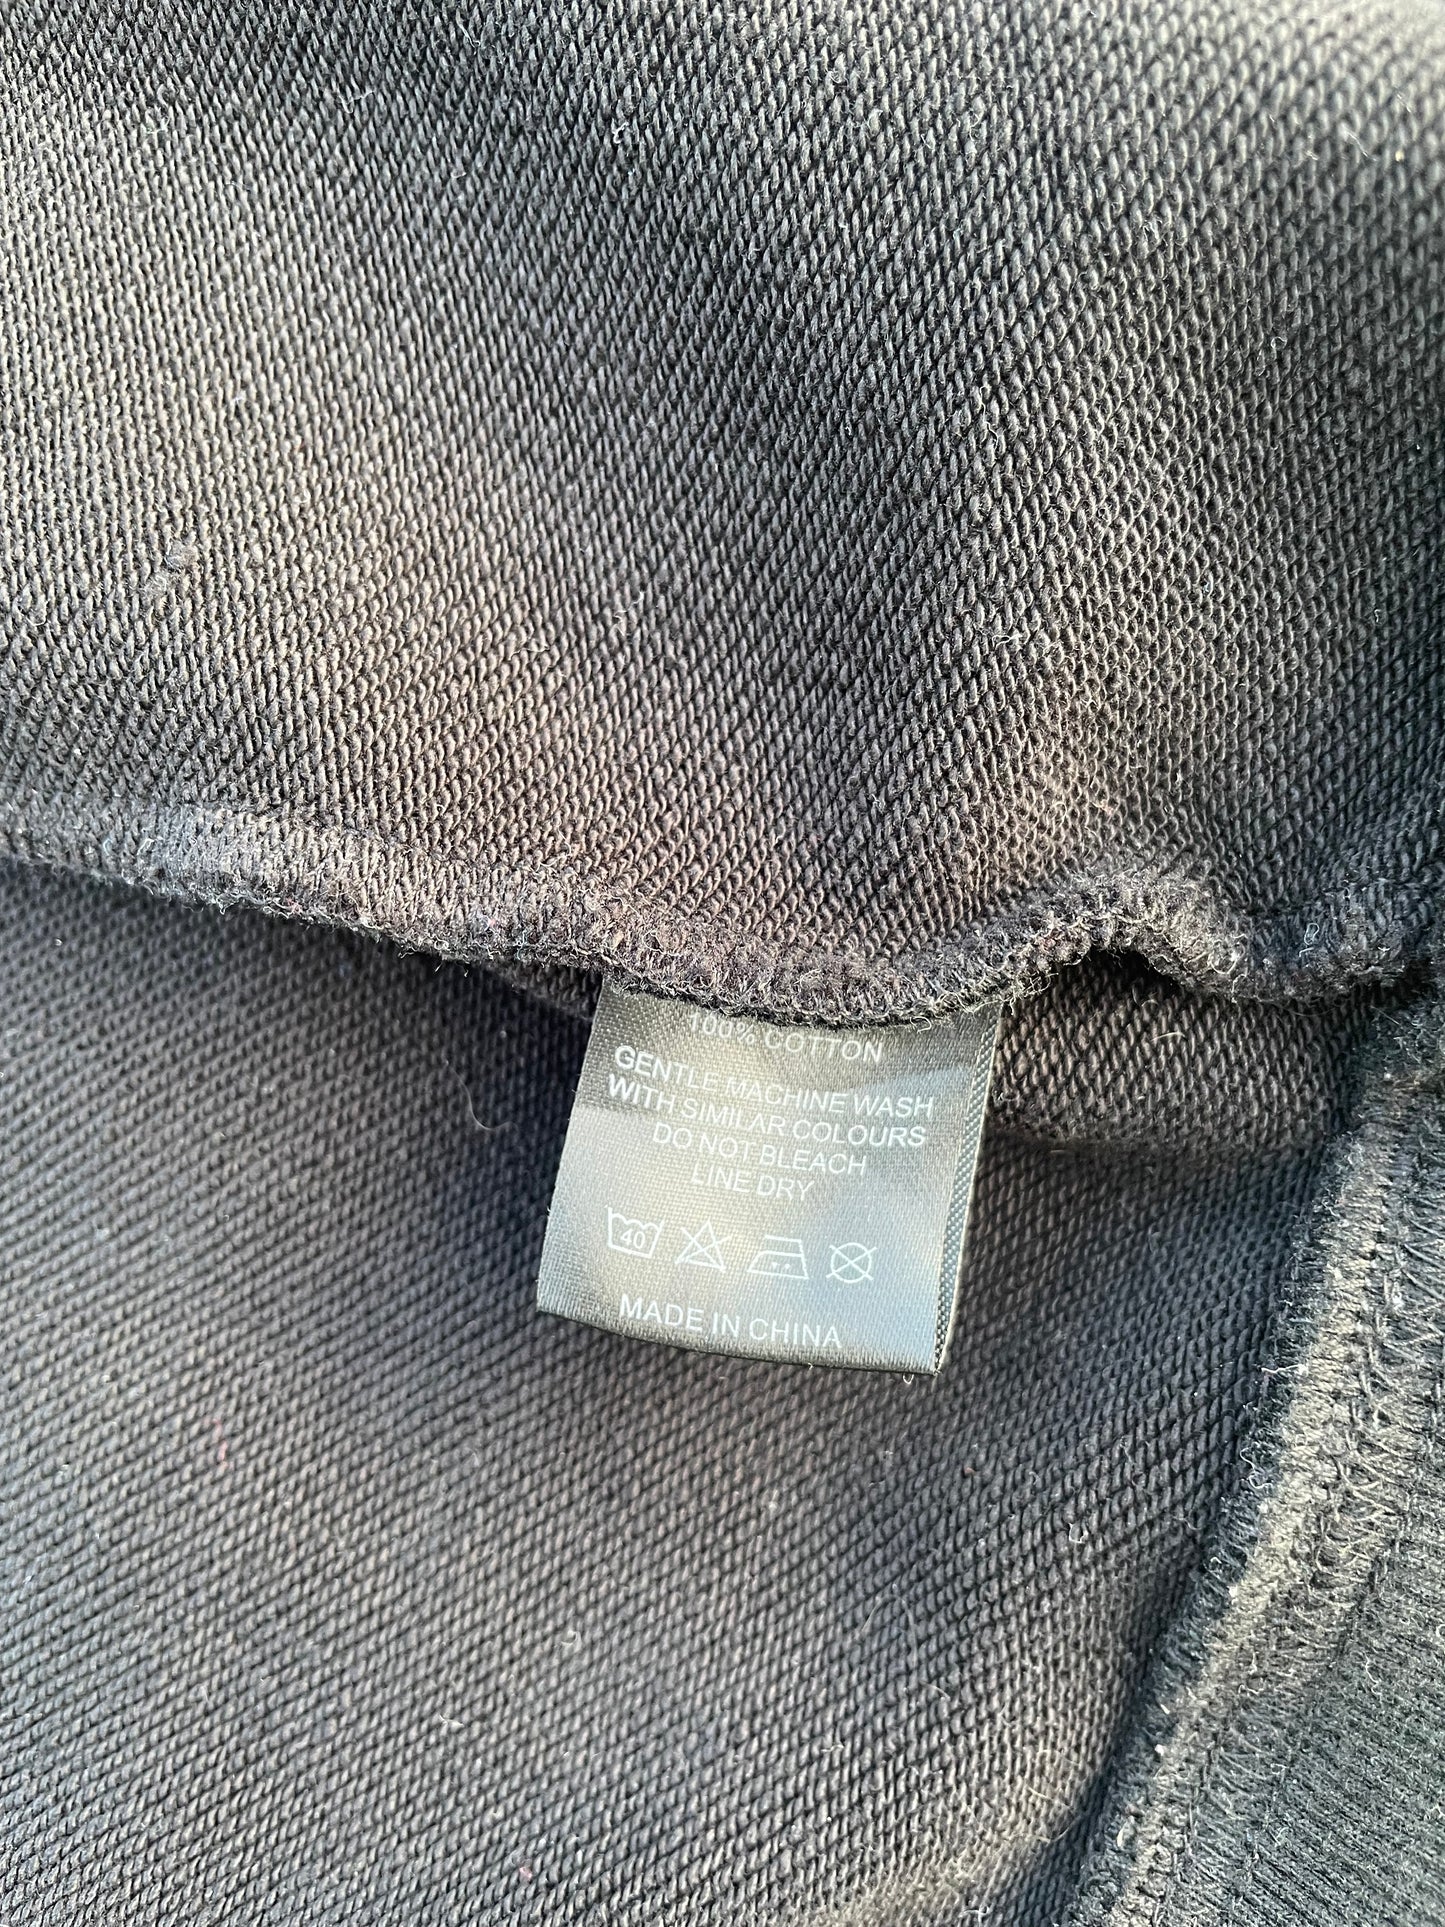 100% COTTON
GENTLE MACHINE WASH
WITH SIMILAR COLOURS
DO NOT BLEACH
LINE DRY
40
MADE IN CHINA